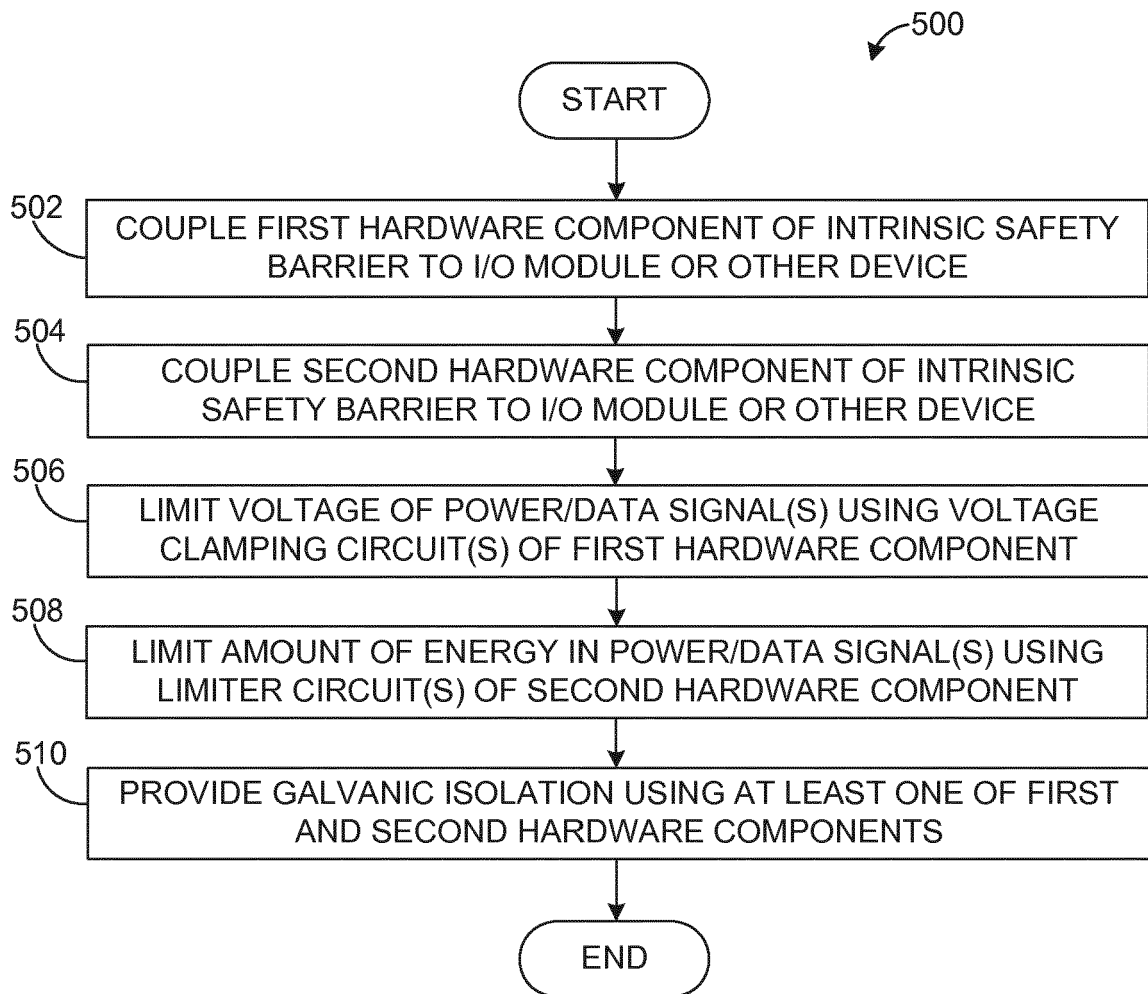 500
START
502
COUPLE FIRST HARDWARE COMPONENT OF INTRINSIC SAFETY
BARRIER TO I/O MODULE OR OTHER DEVICE
504
COUPLE SECOND HARDWARE COMPONENT OF INTRINSIC
SAFETY BARRIER TO I/O MODULE OR OTHER DEVICE
506
LIMIT VOLTAGE OF POWER/DATA SIGNAL(S) USING VOLTAGE
CLAMPING CIRCUIT(S) OF FIRST HARDWARE COMPONENT
508
LIMIT AMOUNT OF ENERGY IN POWER/DATA SIGNAL(S) USING
LIMITER CIRCUIT(S) OF SECOND HARDWARE COMPONENT
510
PROVIDE GALVANIC ISOLATION USING AT LEAST ONE OF FIRST
AND SECOND HARDWARE COMPONENTS
END